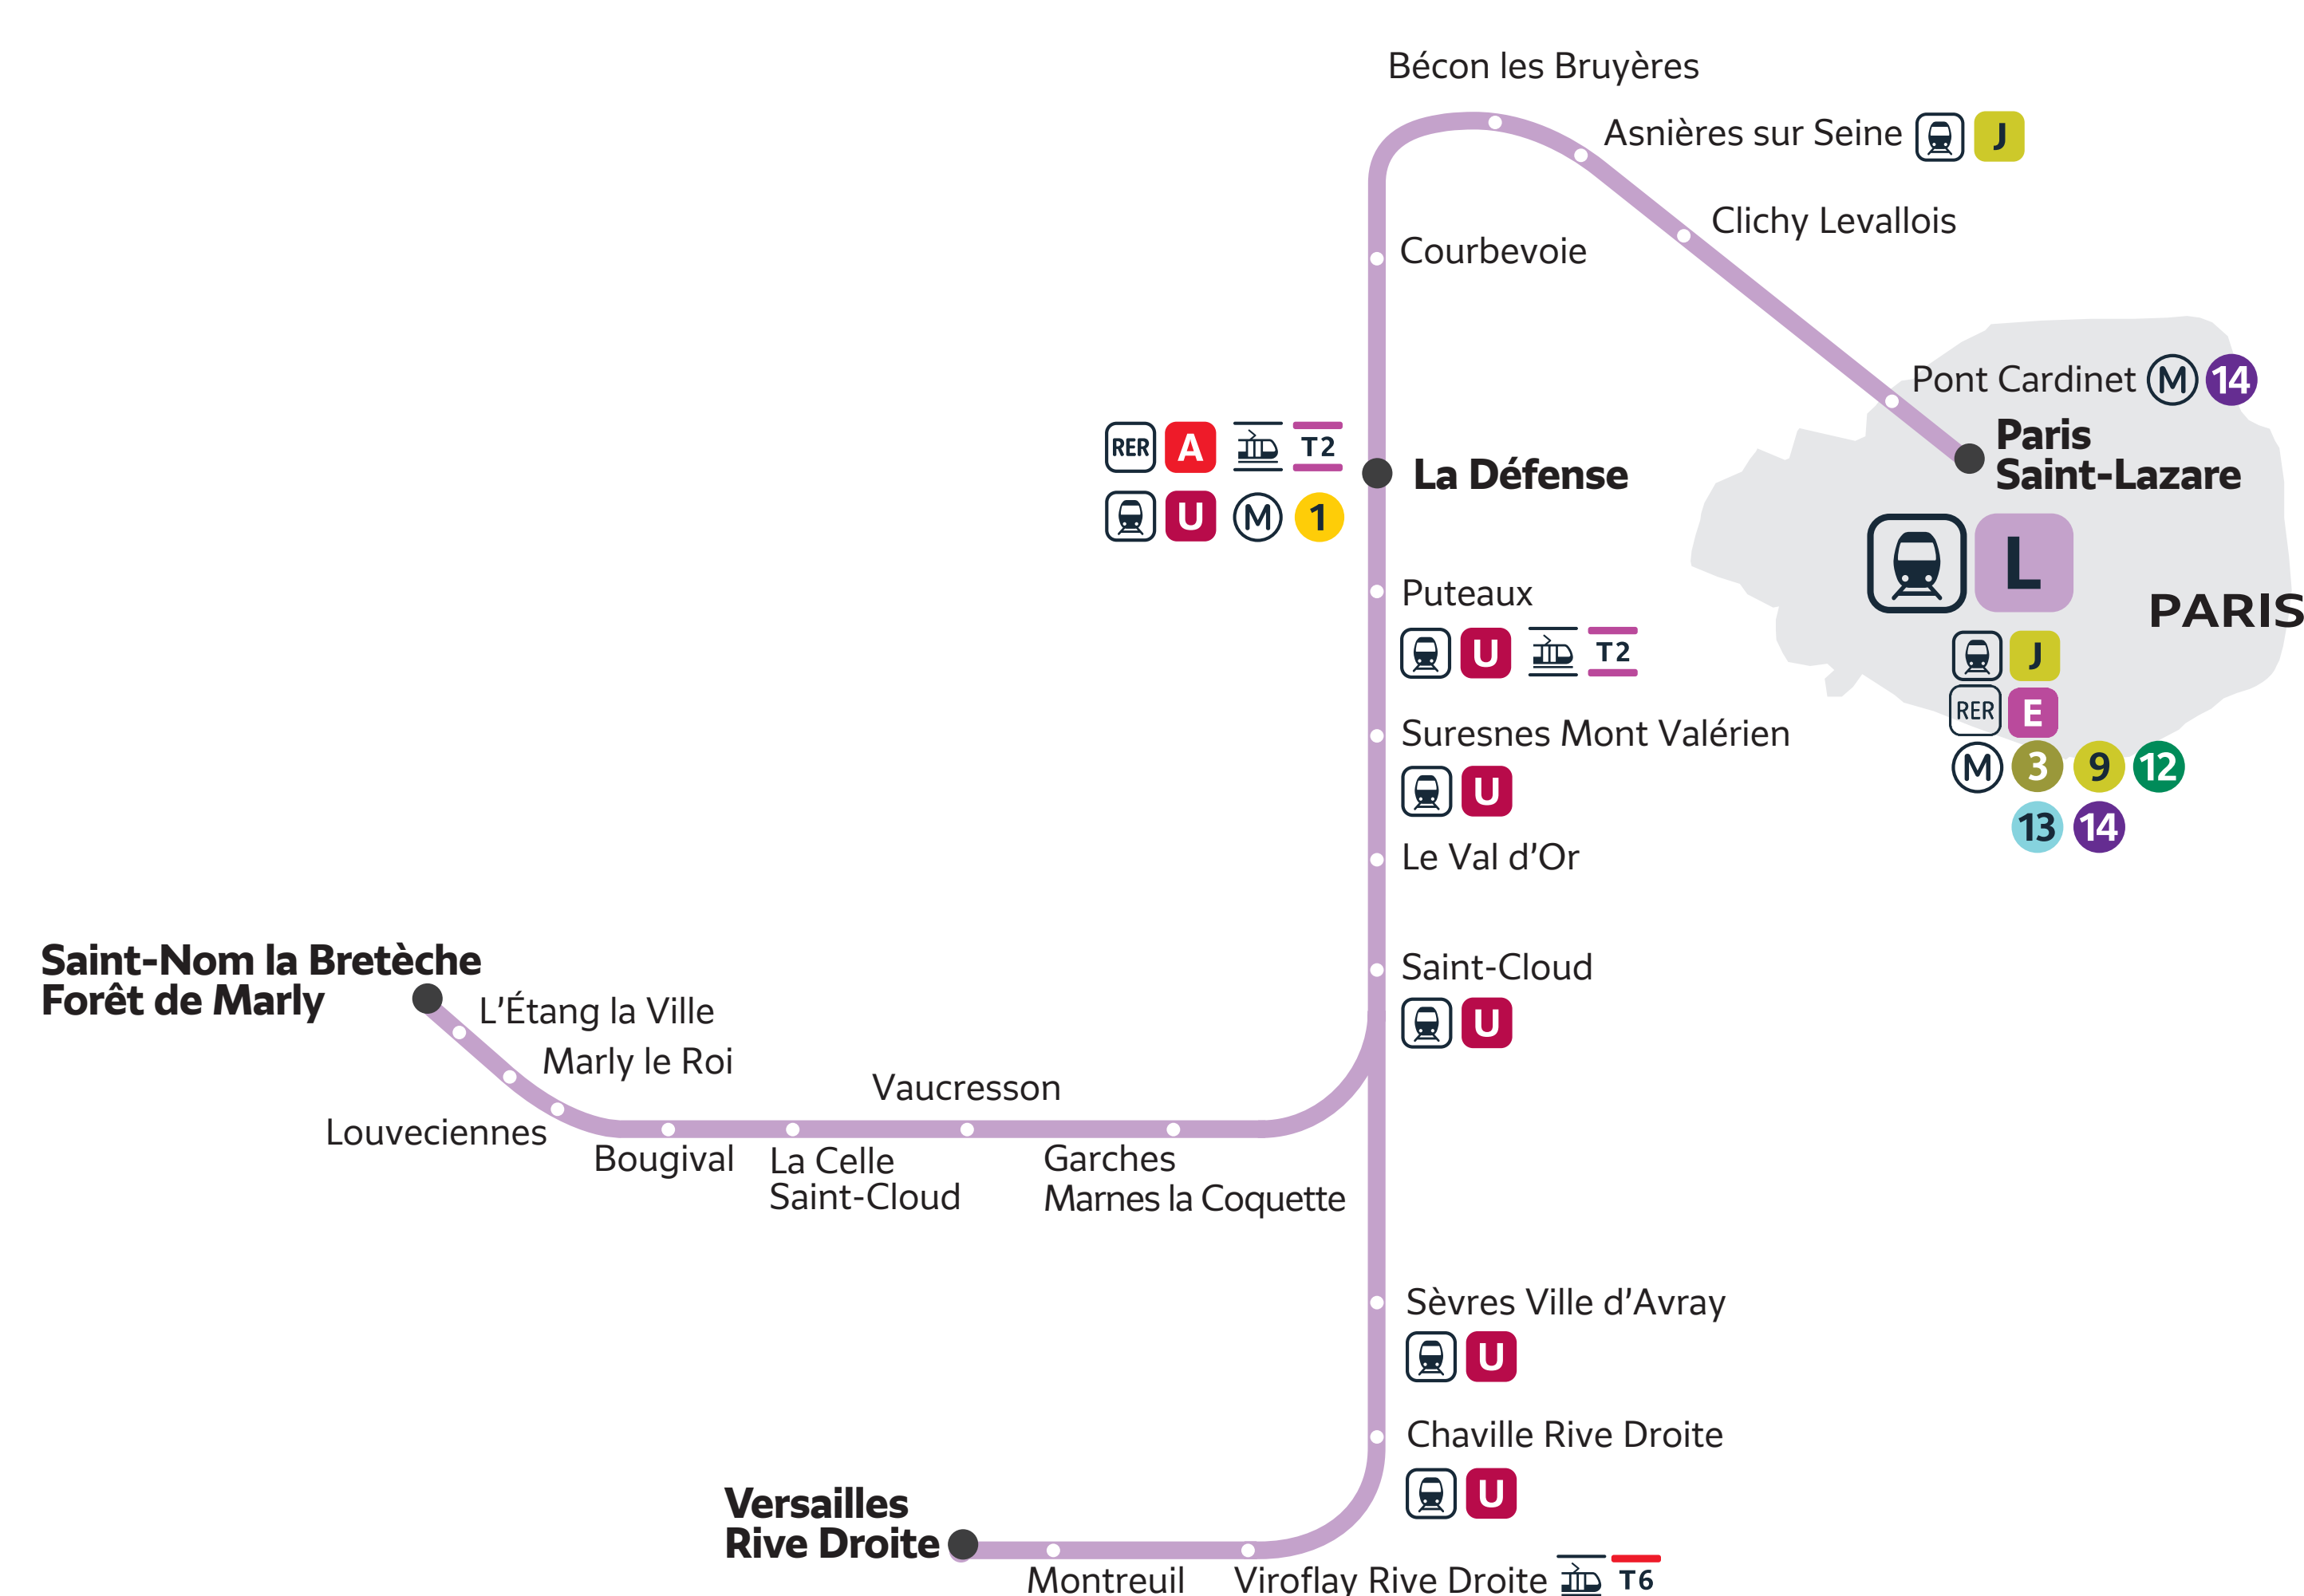 Bécon les Bruyères
Asnières sur Seine J
Clichy Levallois
Courbevoie
Pont Cardinet M 14
Paris
Saint-Lazare
RER A T2
La Défense
U M 1
L
PARIS
Puteaux
U T2
J
RER E
Suresnes Mont Valérien
M 3 9 12
U
13 14
Le Val d'Or
Saint-Cloud
U
Saint-Nom la Bretèche
Forêt de Marly
L'Étang la Ville
Marly le Roi
Vaucresson
Louveciennes
Bougival
La Celle
Saint-Cloud
Garches
Marnes la Coquette
Sèvres Ville d'Avray
U
Chaville Rive Droite
U
Versailles
Rive Droite
Montreuil
Viroflay Rive Droite T6